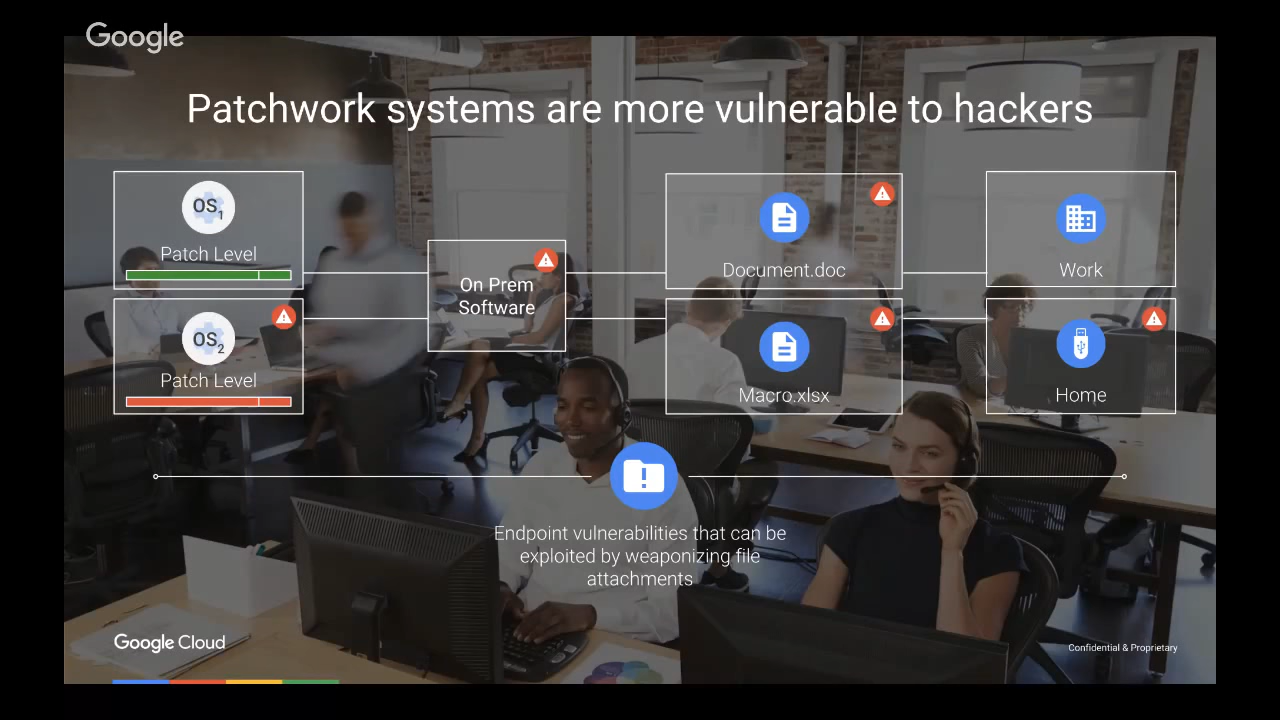 Google
Patchwork systems are more vulnerable to hackers
OS1
Patch Level
OS2
Patch Level
On Prem
Software
Document.doc
Macro.xlsx
Work
Home
Endpoint vulnerabilities that can be
exploited by weaponizing file
attachments
Google Cloud
Confidential & Proprietary